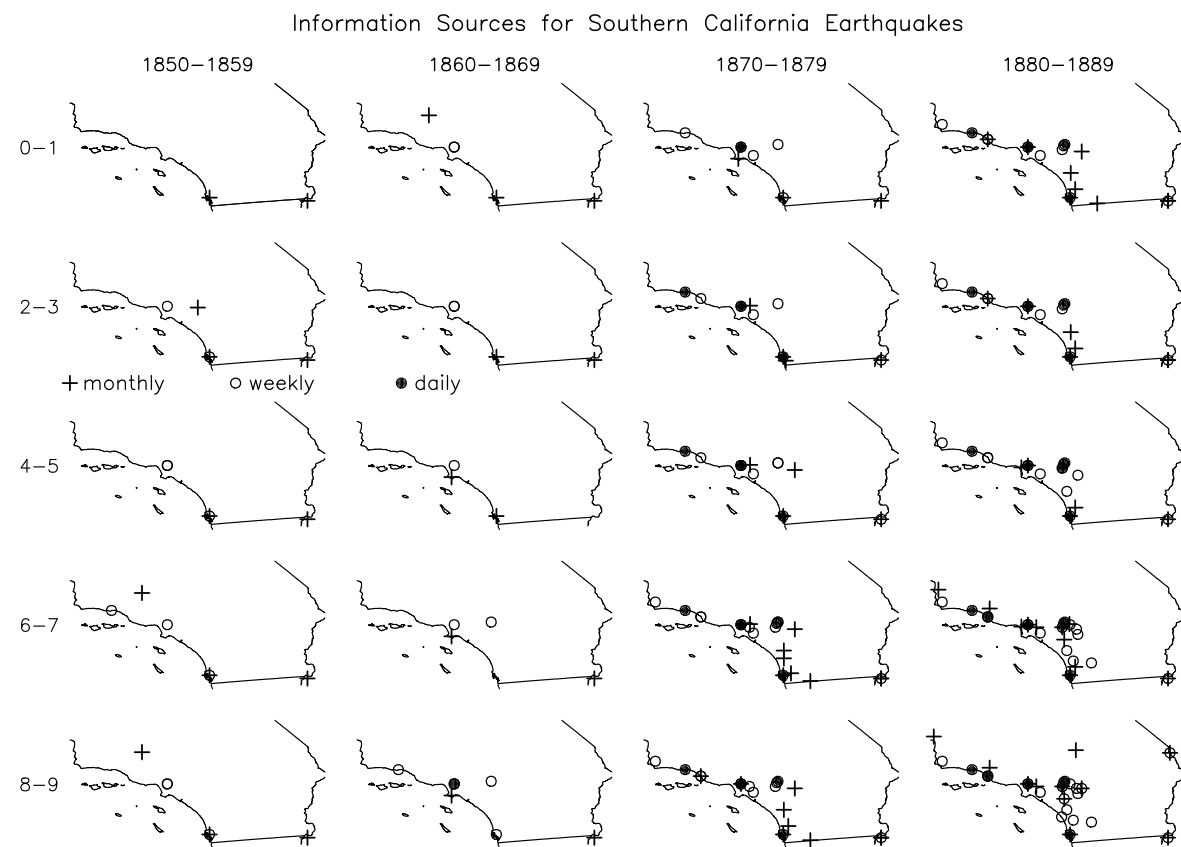 Information Sources for Southern California Earthquakes
1850-1859 1860-1869 1870-1879 1880-1889
0-1
2-3
monthly weekly daily
4-5
6-7
8-9